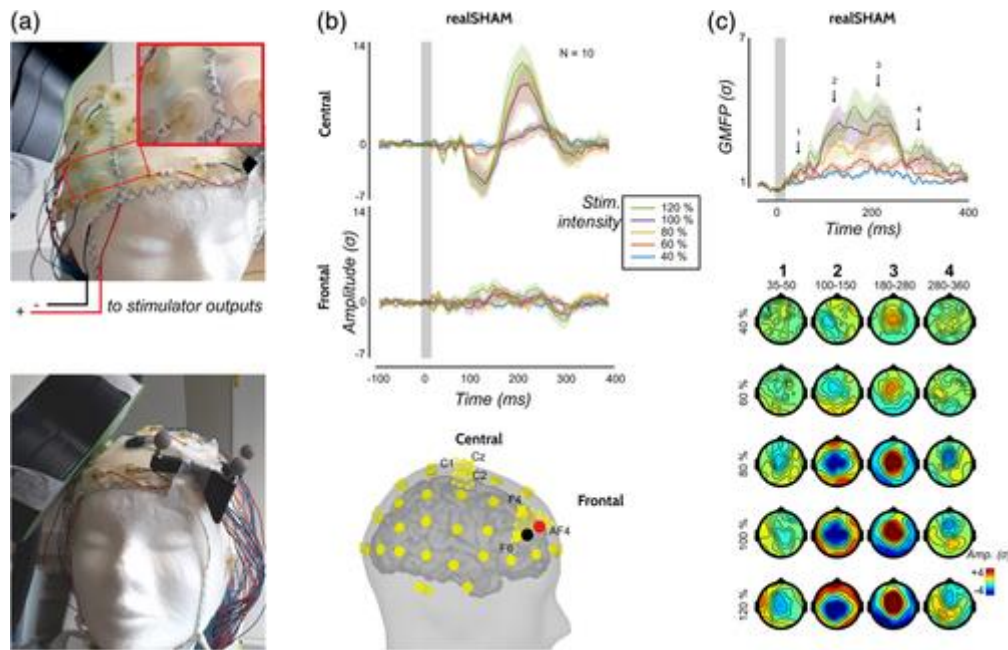 (a)
- to stimulator outputs
+
(b)
realSHAM
14
N = 10
Central
0
-7
14
Stim.
intensity
120 %
100 %
80 %
60 %
40 %
Frontal
Amplitude (σ)
0
-7
-100 0 100 200 300 400
Time (ms)
Central
Cz
C1
C2
Frontal
F4
AF4
F6
(c)
realSHAM
7
GMFP (σ)
1
1 2 3 4
0 200 400
Time (ms)
1 2 3 4
35-50 100-150 180-280 280-360
40 %
60 %
80 %
100 %
120 %
Amp. (σ)
+4
-4